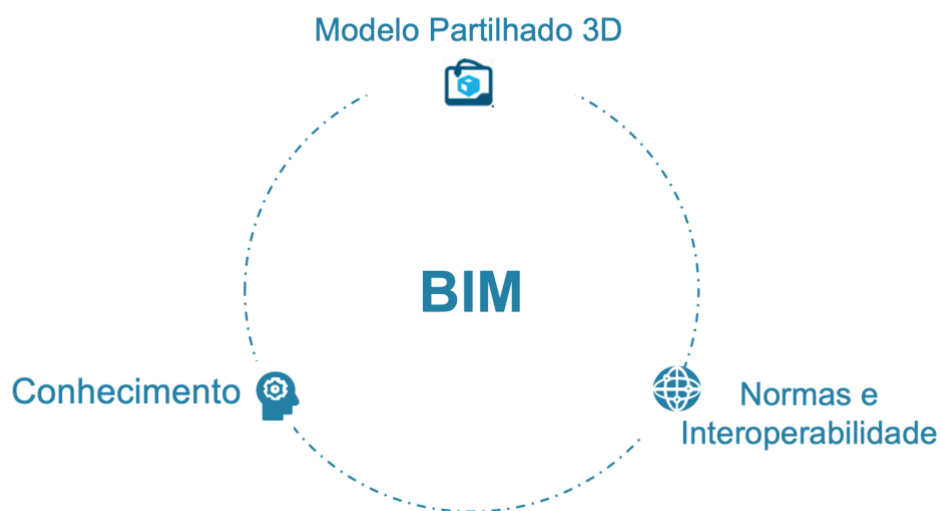 Modelo Partilhado 3D
BIM
Conhecimento
Normas e
Interoperabilidade